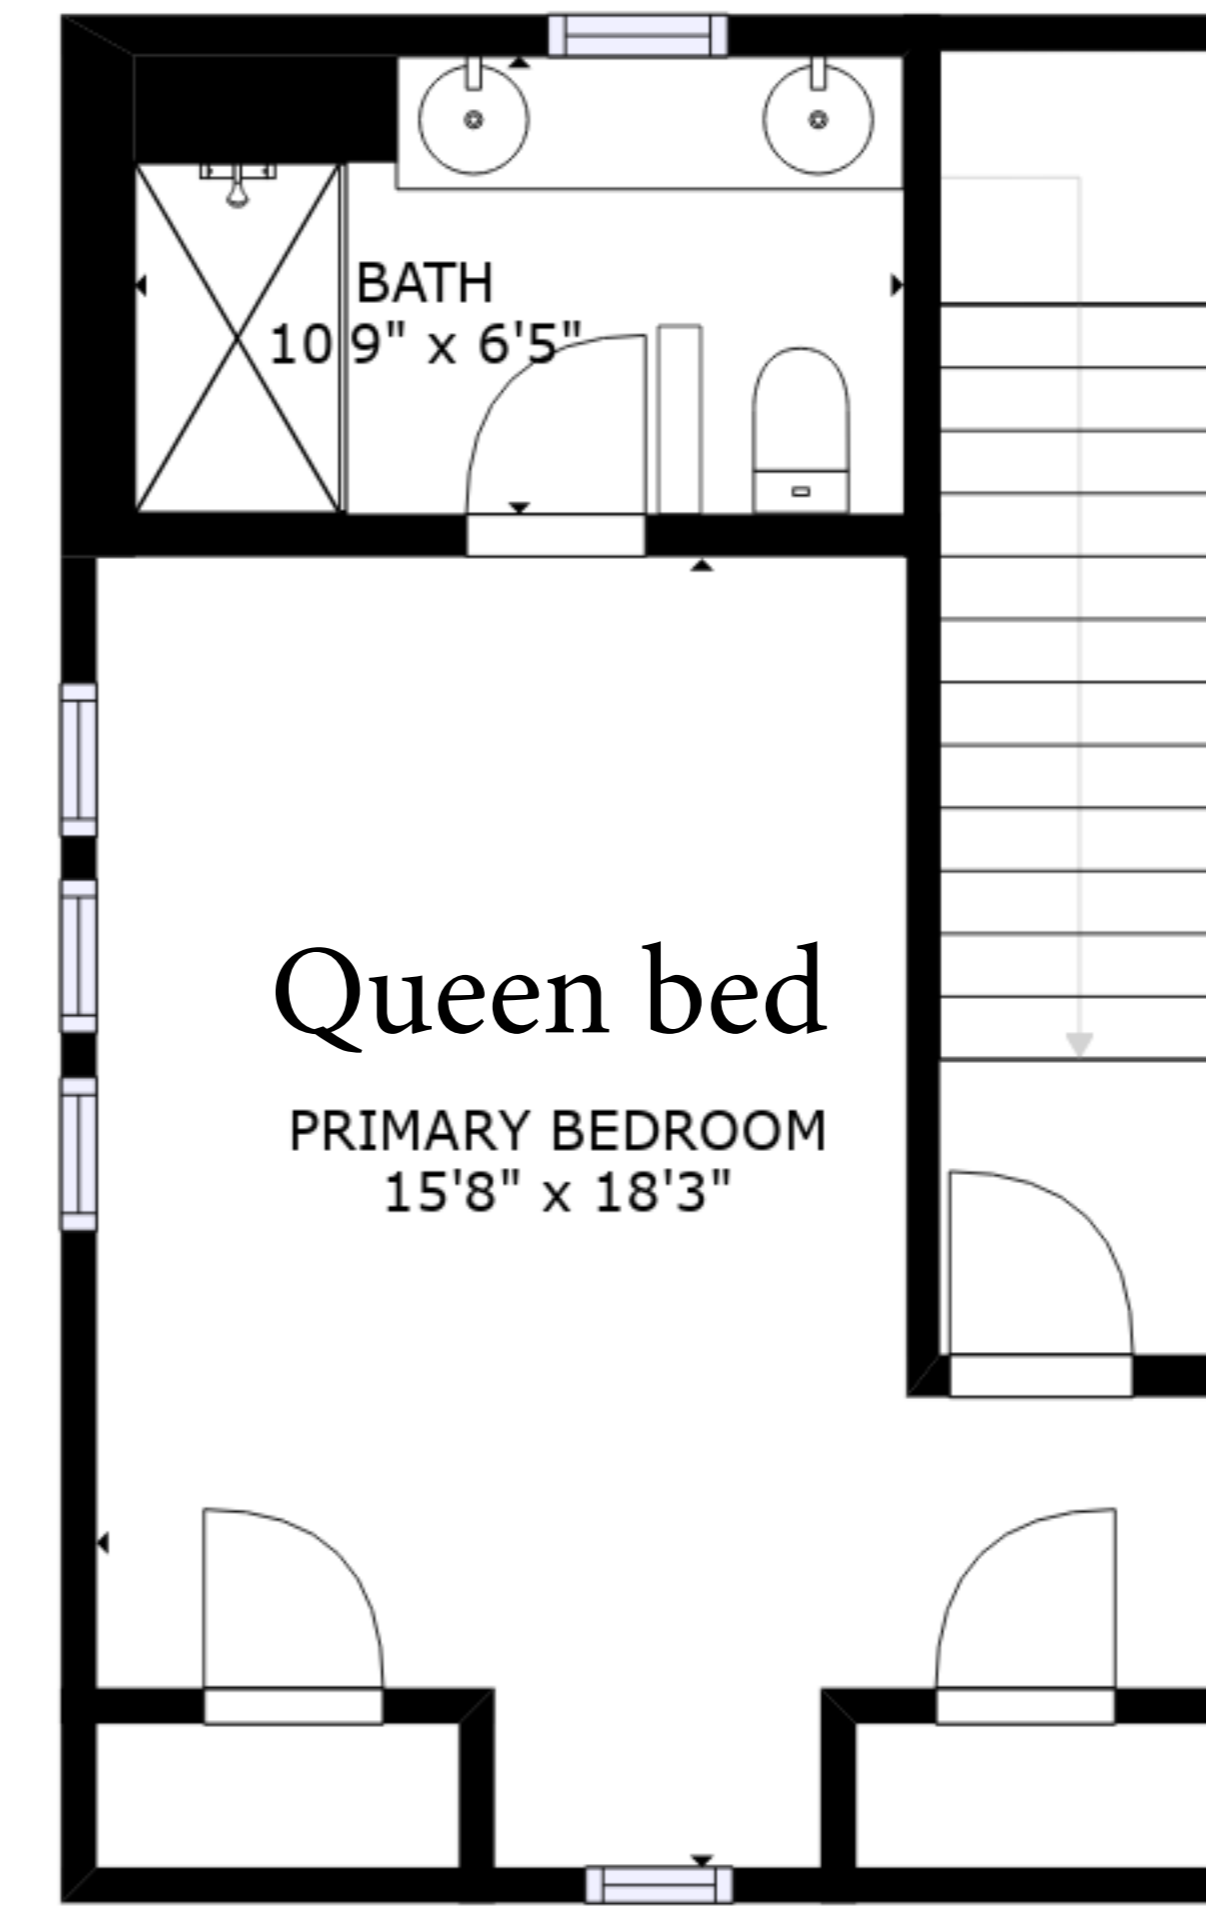 BATH
10'9" x 6'5"
Queen bed
PRIMARY BEDROOM
15'8" x 18'3"